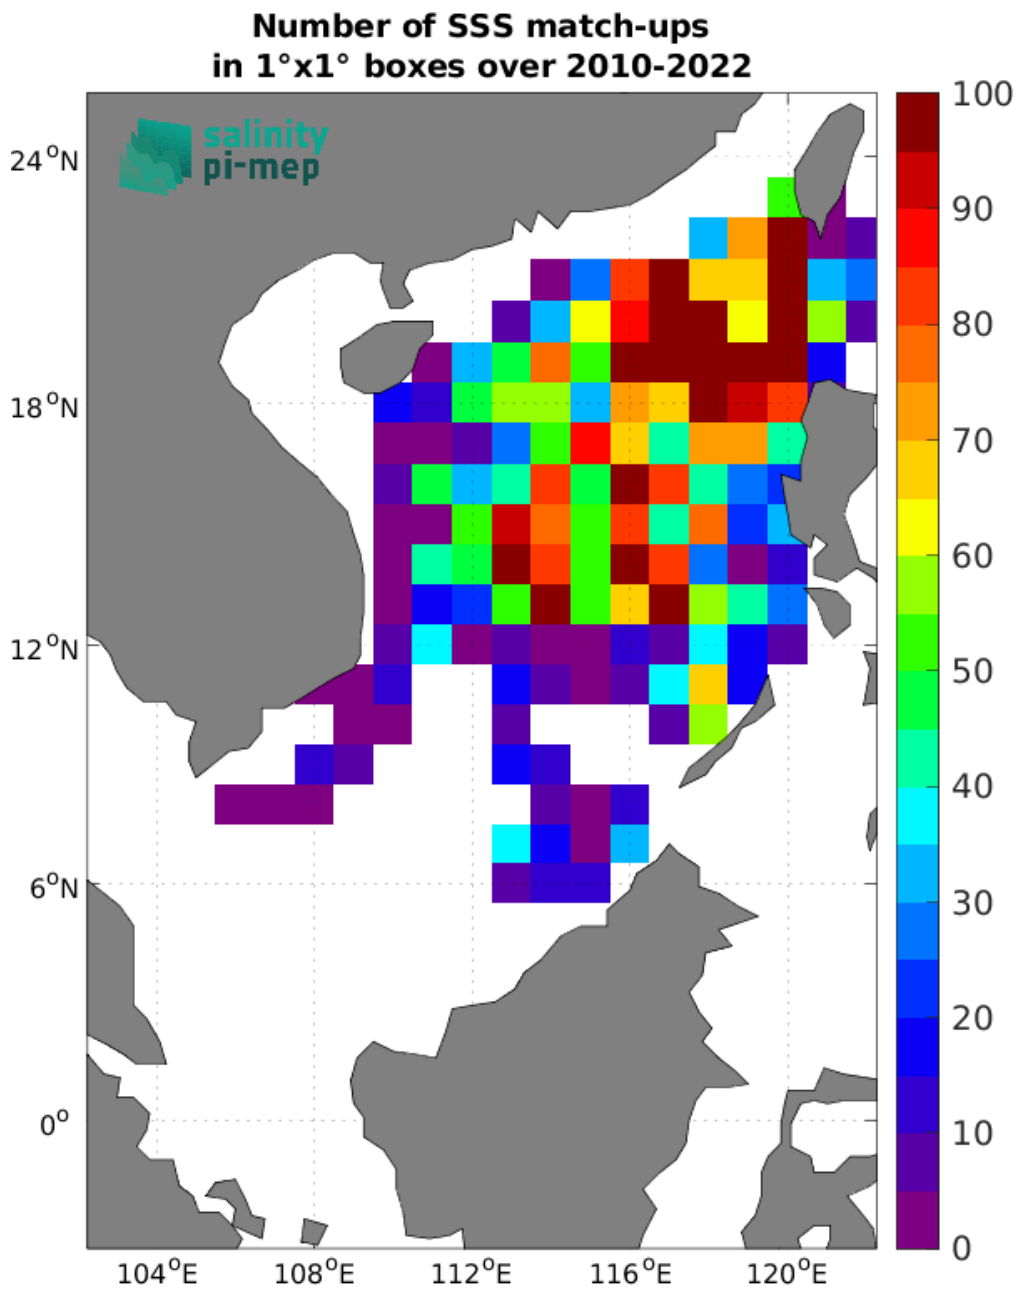 Number of SSS match-ups
in 1°x1° boxes over 2010-2022
salinity
pi-mep
100
90
80
70
60
50
40
30
20
10
0
24°N
18°N
12°N
6°N
0°
104°E
108°E
112°E
116°E
120°E